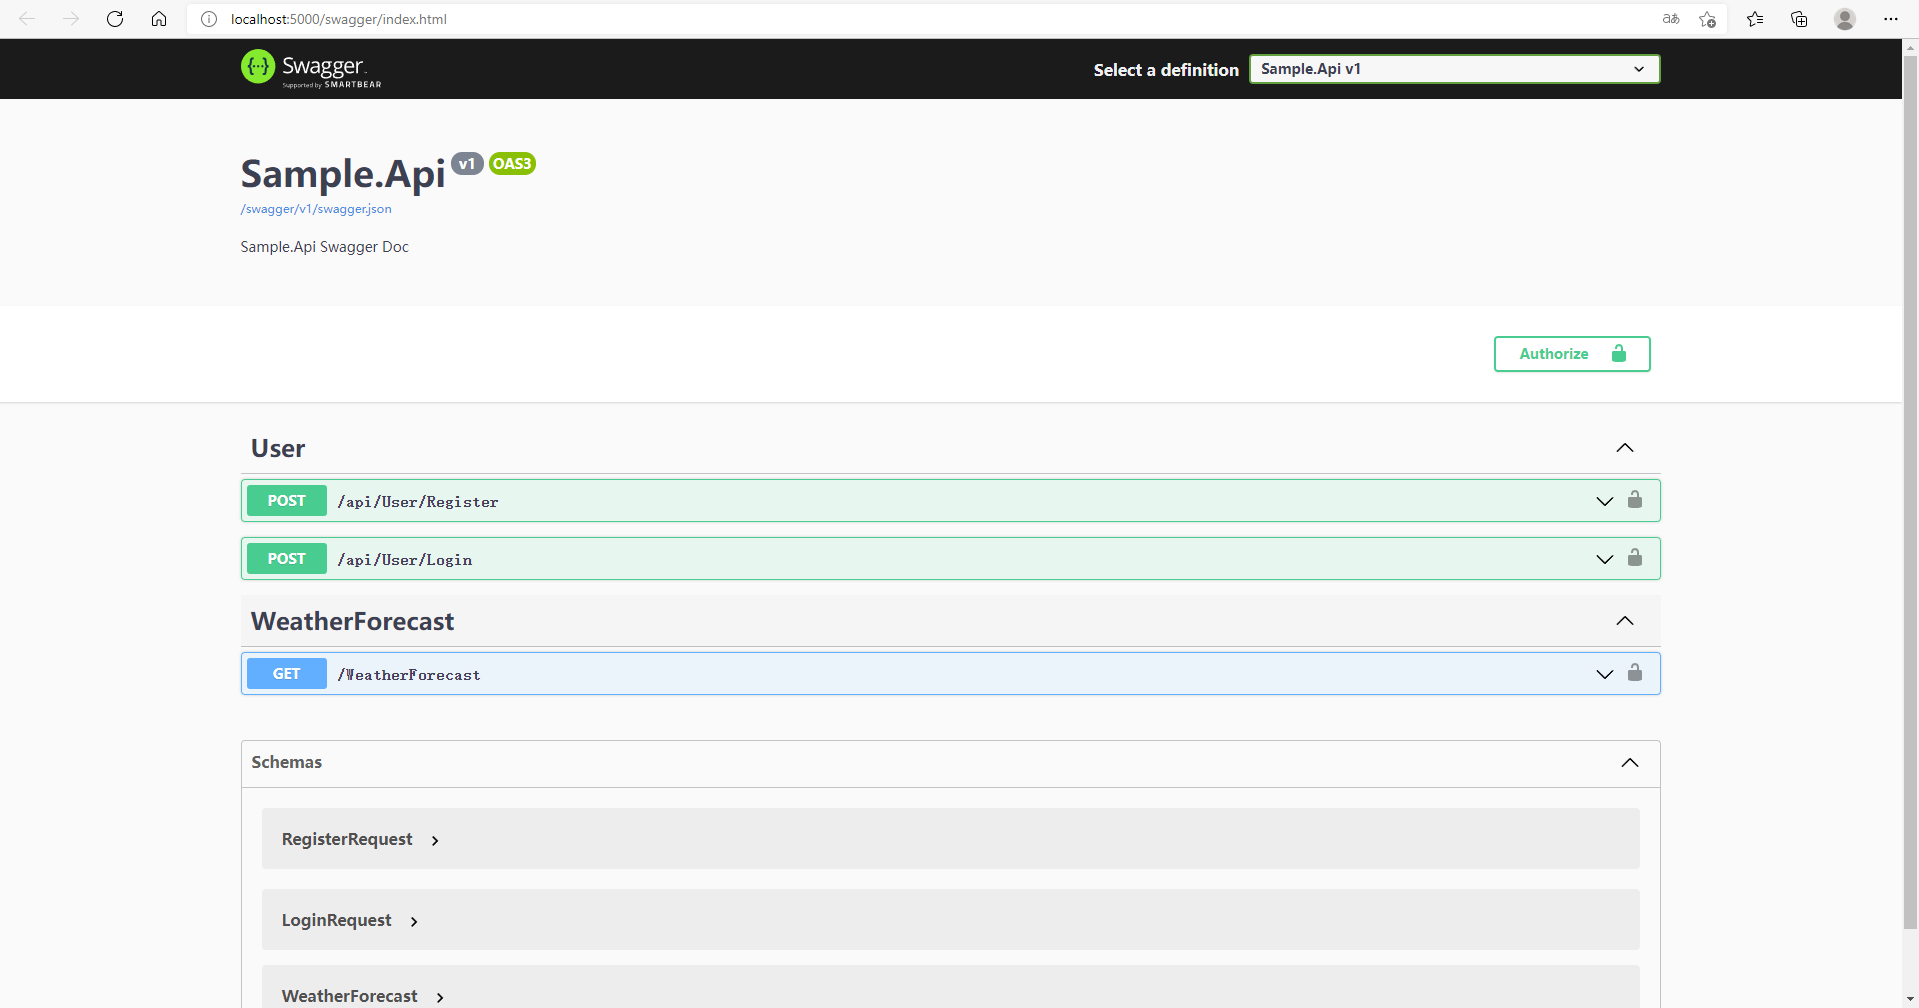 localhost:5000/swagger/index.html
Swagger.
Supported by SMARTBEAR
Select a definition
Sample.Api v1
Sample.Api v1 OAS3
/swagger/v1/swagger.json
Sample.Api Swagger Doc
Authorize
User
POST /api/User/Register
POST /api/User/Login
WeatherForecast
GET /WeatherForecast
Schemas
RegisterRequest
LoginRequest
WeatherForecast